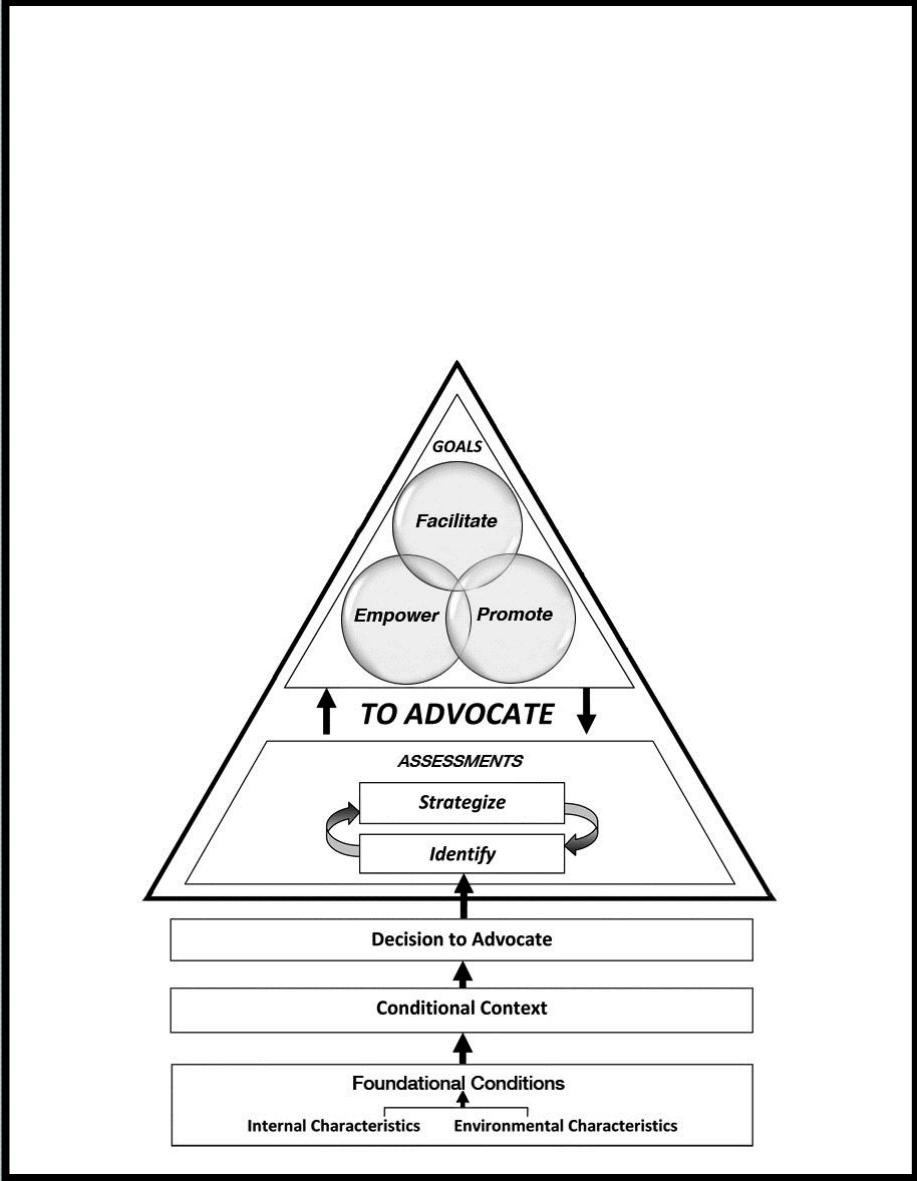 GOALS
Facilitate
Empower Promote
TO ADVOCATE
ASSESSMENTS
Strategize
Identify
Decision to Advocate
Conditional Context
Foundational Conditions
Internal Characteristics Environmental Characteristics